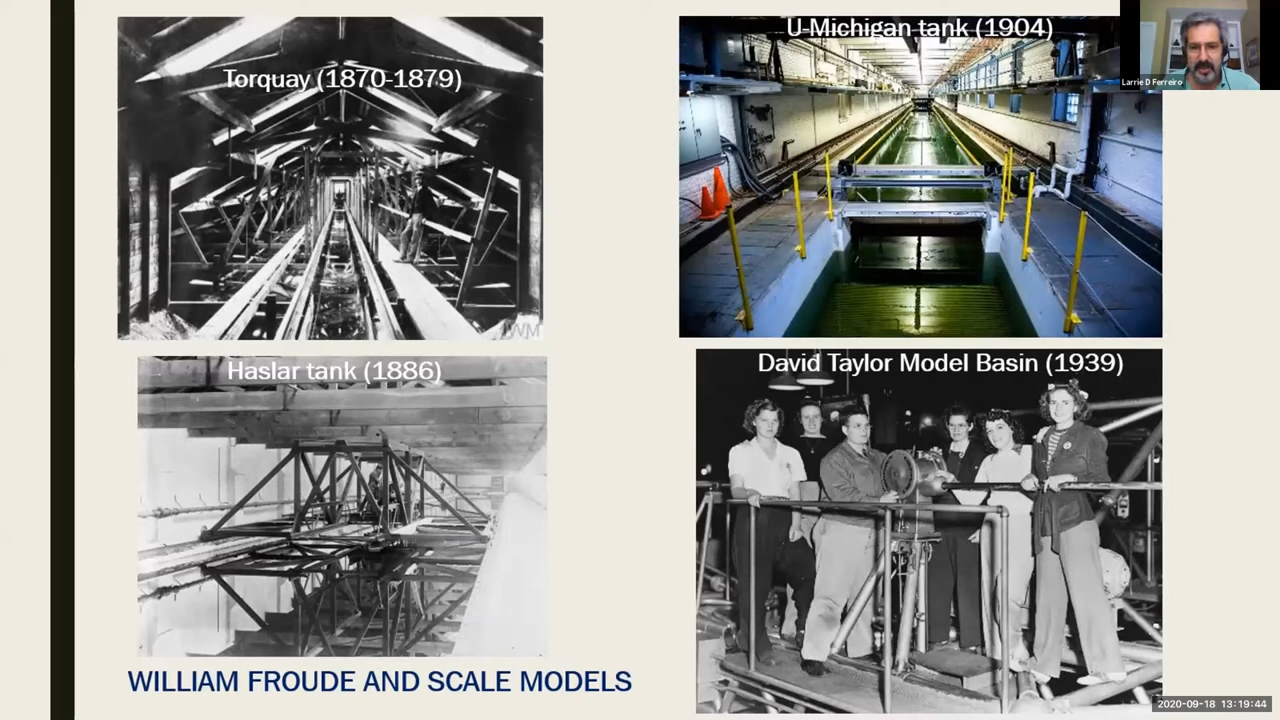 Torquay (1870-1879)
IWM
U-Michigan tank (1904)
Larrie D Ferreiro
Haslar tank (1886)
David Taylor Model Basin (1939)
WILLIAM FROUDE AND SCALE MODELS
2020-09-18 13:19:44